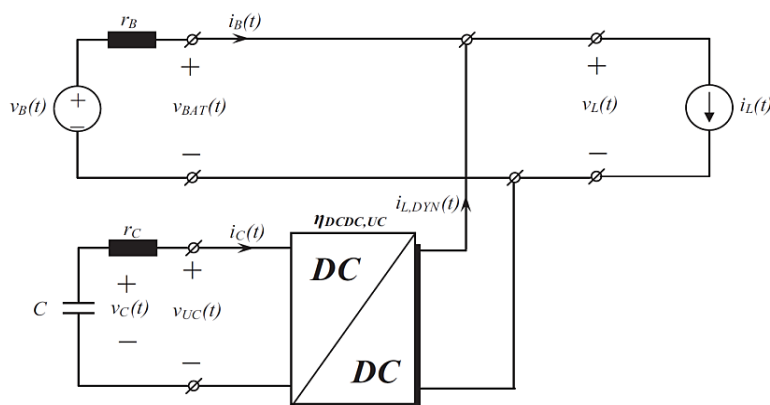 r_B
i_B(t)
+
+
v_B(t)
+
−
v_BAT(t)
v_L(t)
i_L(t)
−
−
i_L,DYN(t)
η_DCDC,UC
r_C
i_C(t)
DC
+
+
C
v_C(t)
v_UC(t)
−
−
DC